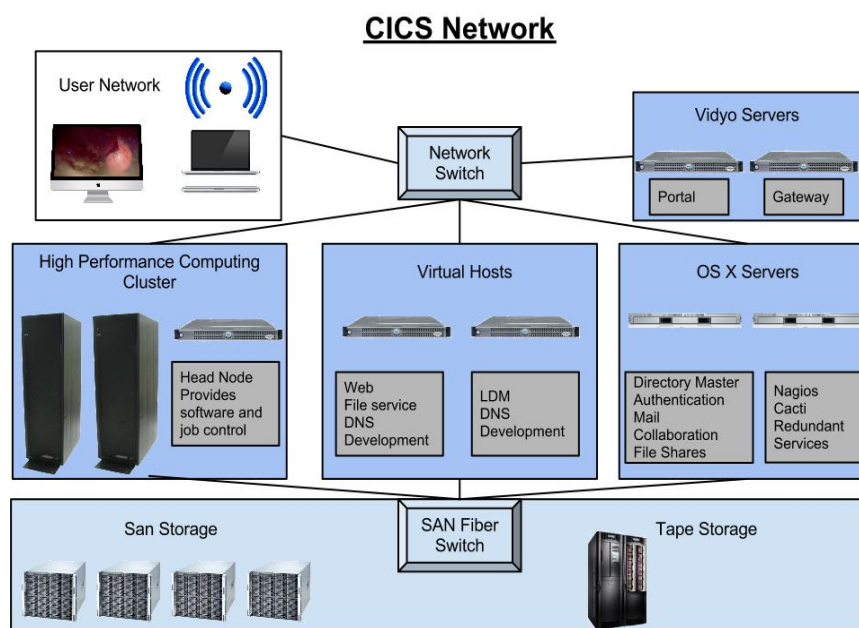 CICS Network
User Network
Network
Switch
Vidyo Servers
Portal
Gateway
High Performance Computing
Cluster
Head Node
Provides
software and
job control
Virtual Hosts
Web
File service
DNS
Development
LDM
DNS
Development
OS X Servers
Directory Master
Authentication
Mail
Collaboration
File Shares
Nagios
Cacti
Redundant
Services
San Storage
SAN Fiber
Switch
Tape Storage